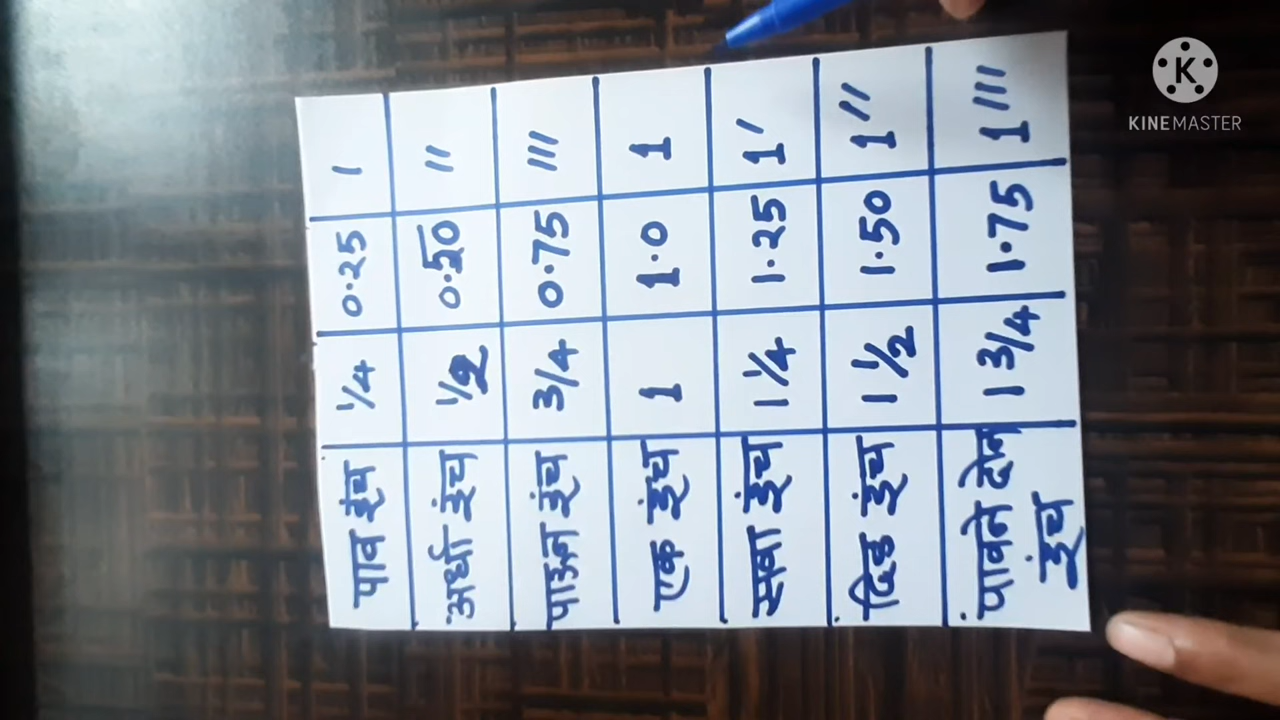 पाव इंच 1/4 0.25 ו
अर्धा इंच 1/2 0.50 ॥
पाऊन इंच 3/4 0.75 ///
एक इंच 1 1.0 1
सवा इंच 1 1/4 1.25 1′
दिड इंच 1 1/2 1.50 1″
पावने दोन 1 3/4 1.75 1‴
इंच
KINEMASTER